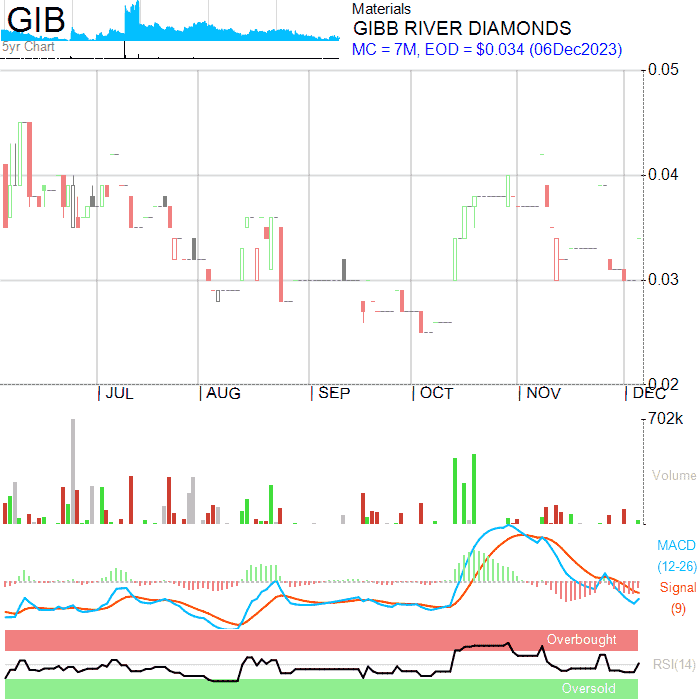 GIB
5yr Chart
Materials
GIBB RIVER DIAMONDS
MC = 7M, EOD = $0.034 (06Dec2023)
0.05
0.04
0.03
0.02
JUL
AUG
SEP
OCT
NOV
DEC
702k
Volume
MACD
(12-26)
Signal
(9)
Overbought
RSI(14)
Oversold